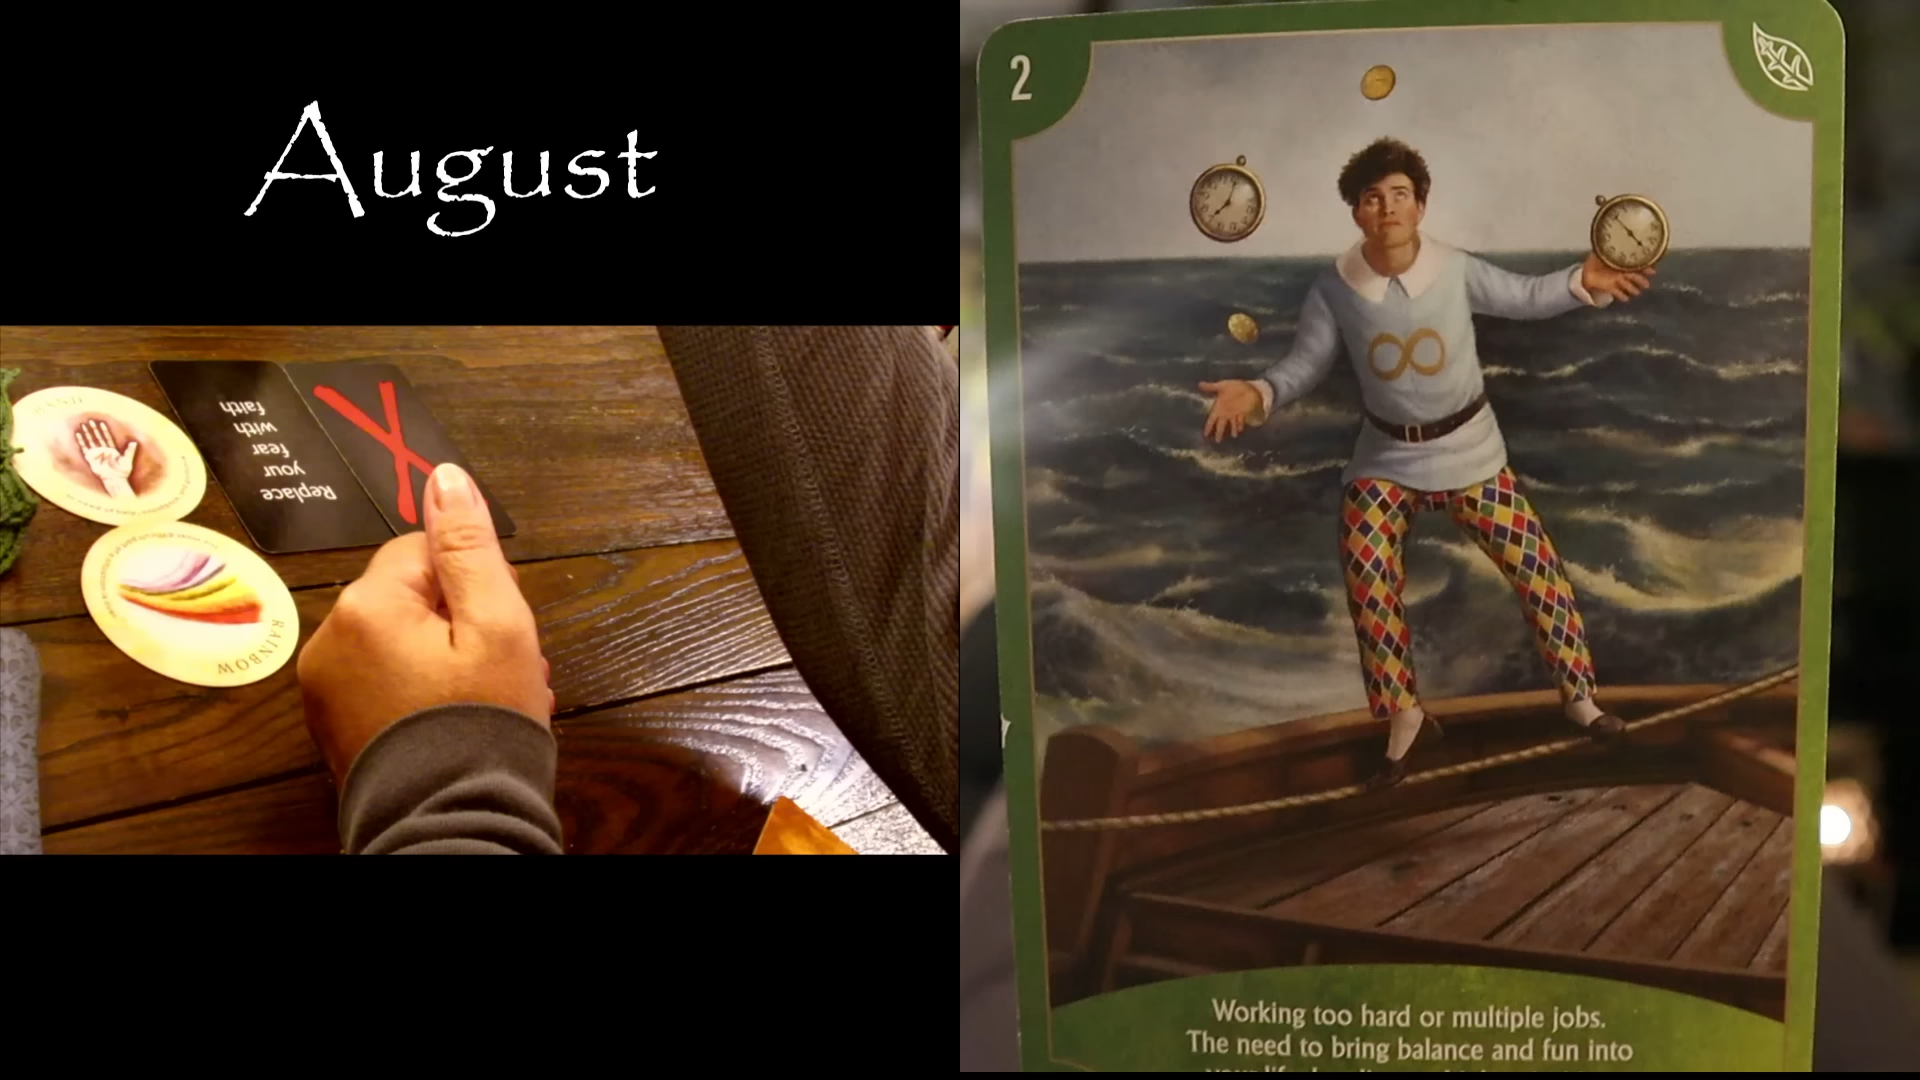 August
HAND
Replace
your
fear
with
faith
X
RAINBOW
2
Working too hard or multiple jobs.
The need to bring balance and fun into